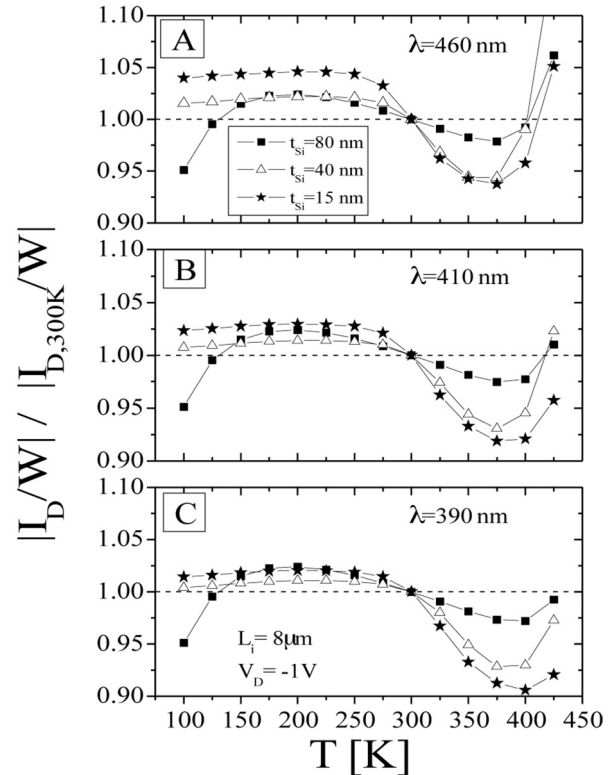 |I_D/W| / |I_D,300K/W|
A
λ=460 nm
1.10
1.05
1.00
0.95
0.90
t_Si=80 nm
t_Si=40 nm
t_Si=15 nm
B
λ=410 nm
1.10
1.05
1.00
0.95
0.90
C
λ=390 nm
1.10
1.05
1.00
0.95
0.90
L_i= 8μm
V_D= -1V
100 150 200 250 300 350 400 450
T [K]